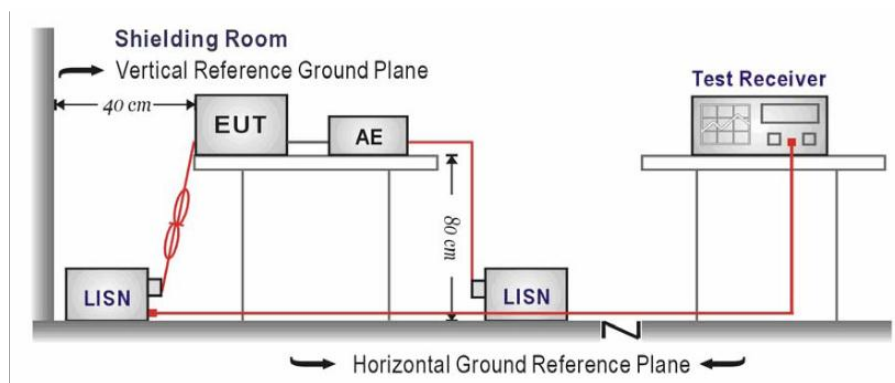 Shielding Room
Vertical Reference Ground Plane
Test Receiver
40 cm
EUT
AE
80 cm
LISN
LISN
Horizontal Ground Reference Plane